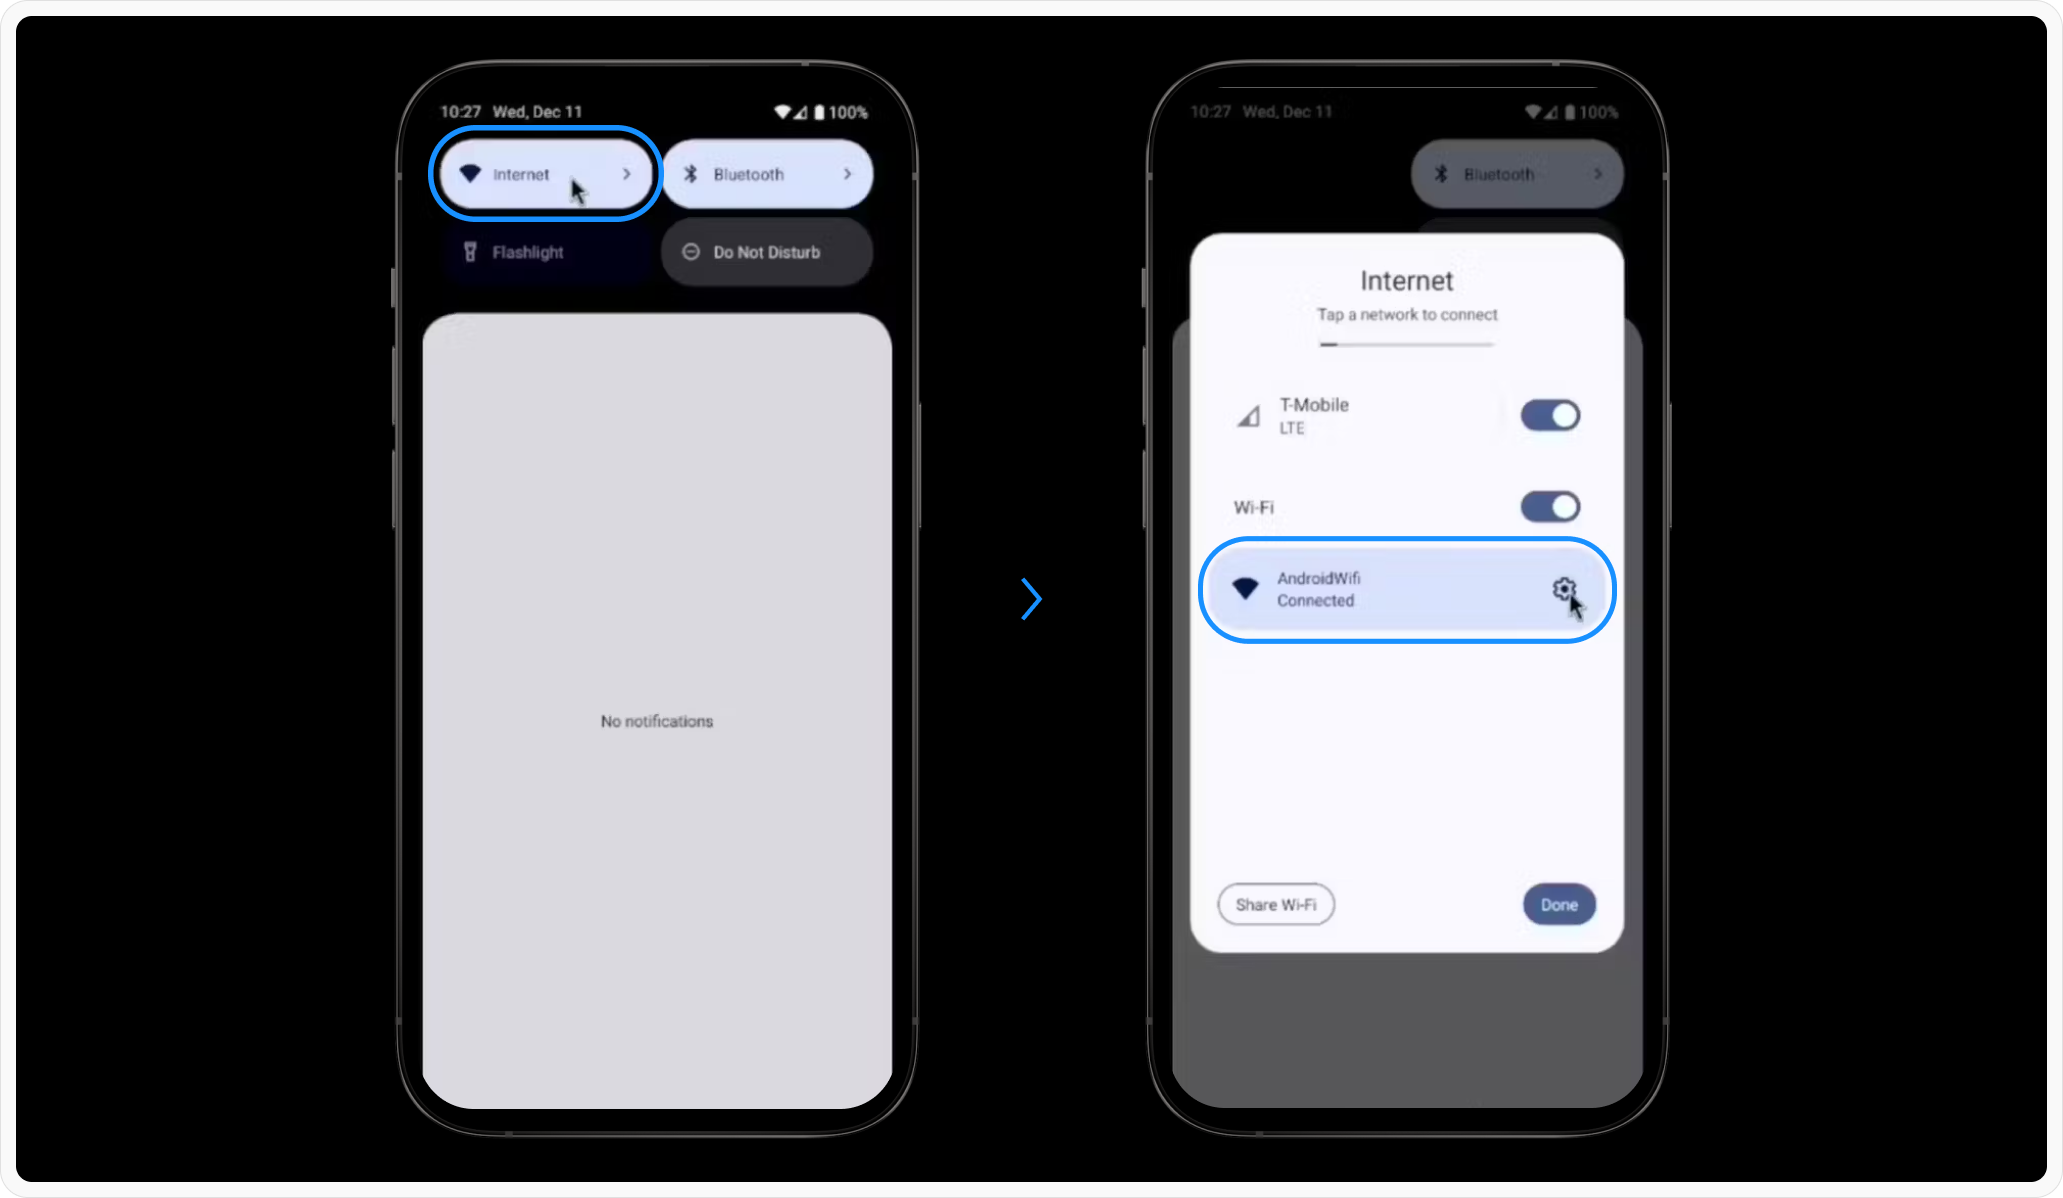 10:27 Wed, Dec 11
100%
Internet
Bluetooth
Flashlight
Do Not Disturb
No notifications
10:27 Wed, Dec 11
100%
Bluetooth
Internet
Tap a network to connect
T-Mobile
LTE
Wi-Fi
AndroidWifi
Connected
Share Wi-Fi
Done